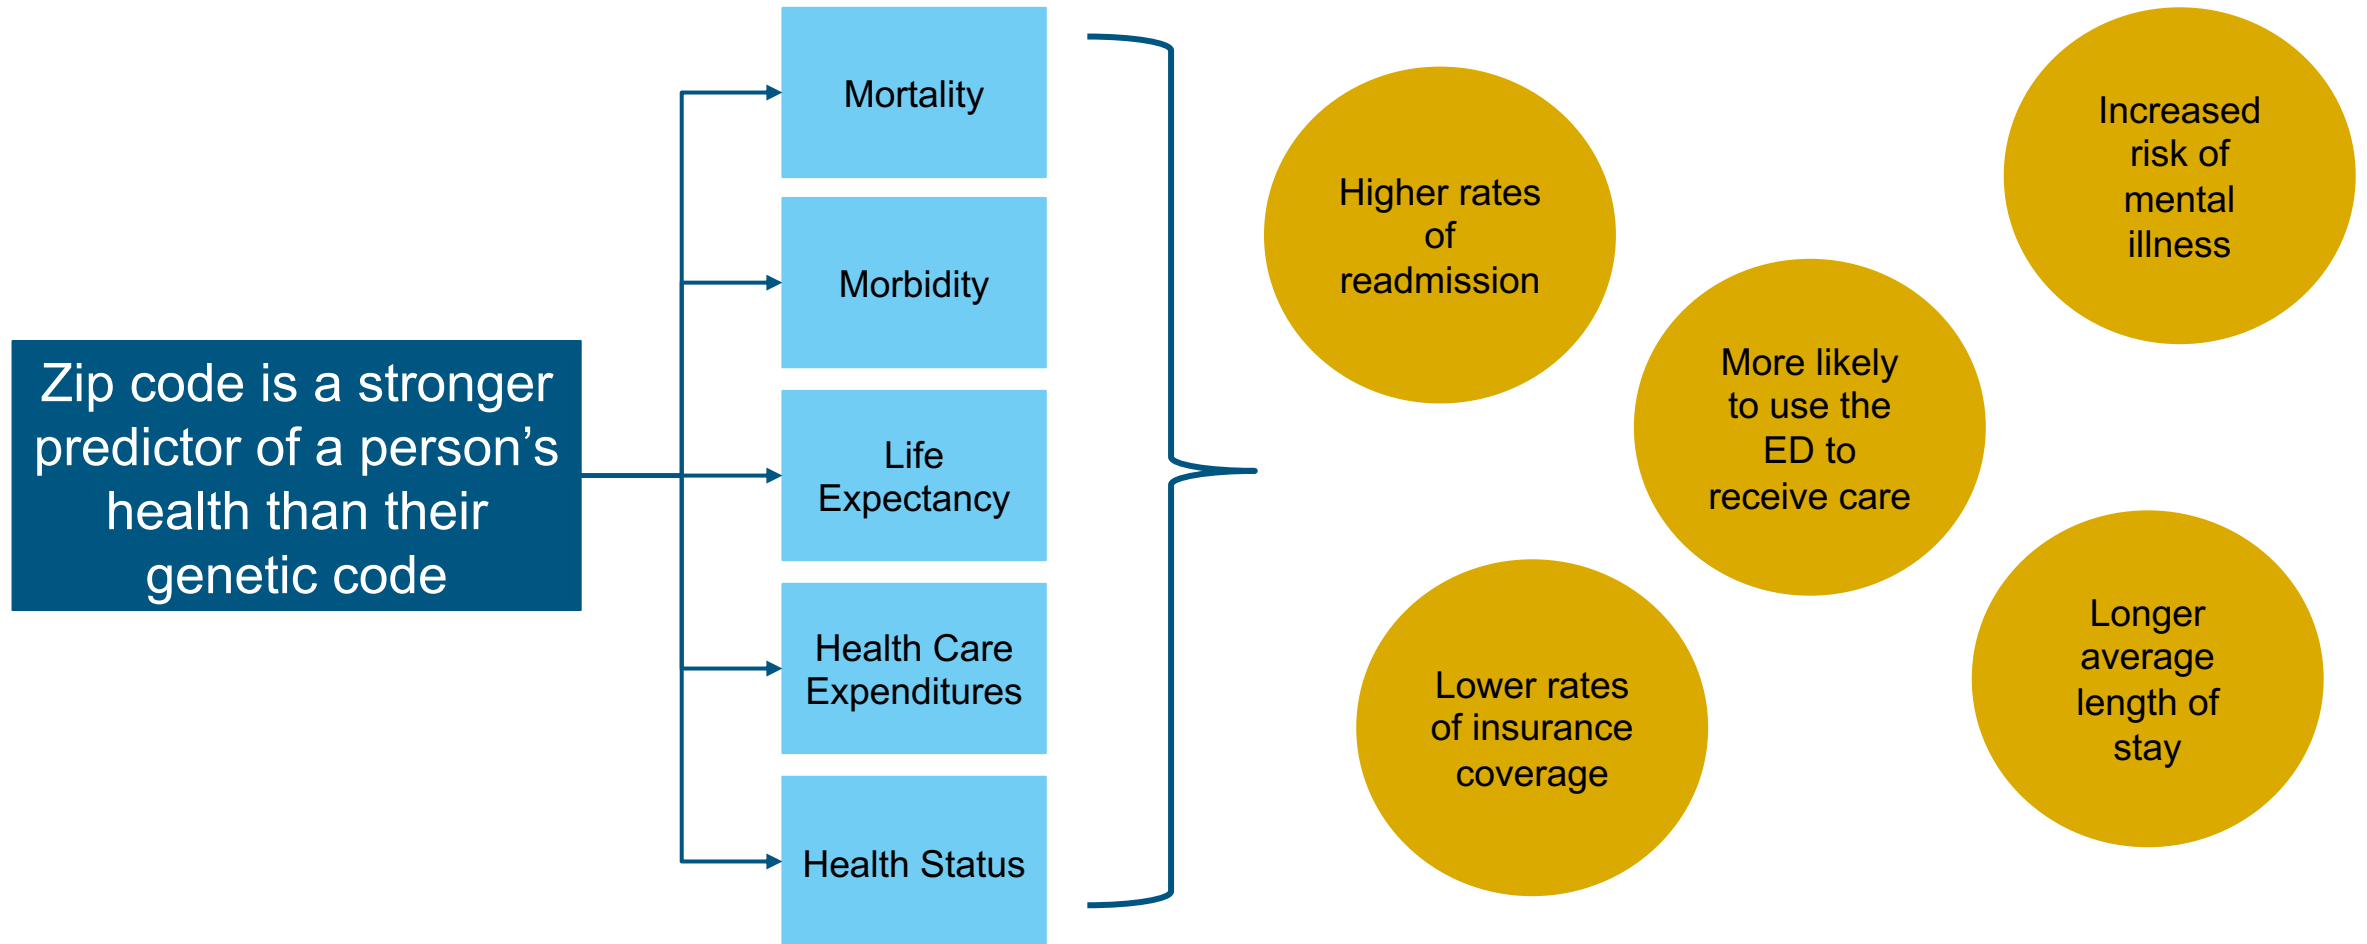 Zip code is a stronger
predictor of a person’s
health than their
genetic code
Mortality
Morbidity
Life
Expectancy
Health Care
Expenditures
Health Status
Higher rates
of
readmission
Increased
risk of
mental
illness
More likely
to use the
ED to
receive care
Lower rates
of insurance
coverage
Longer
average
length of
stay